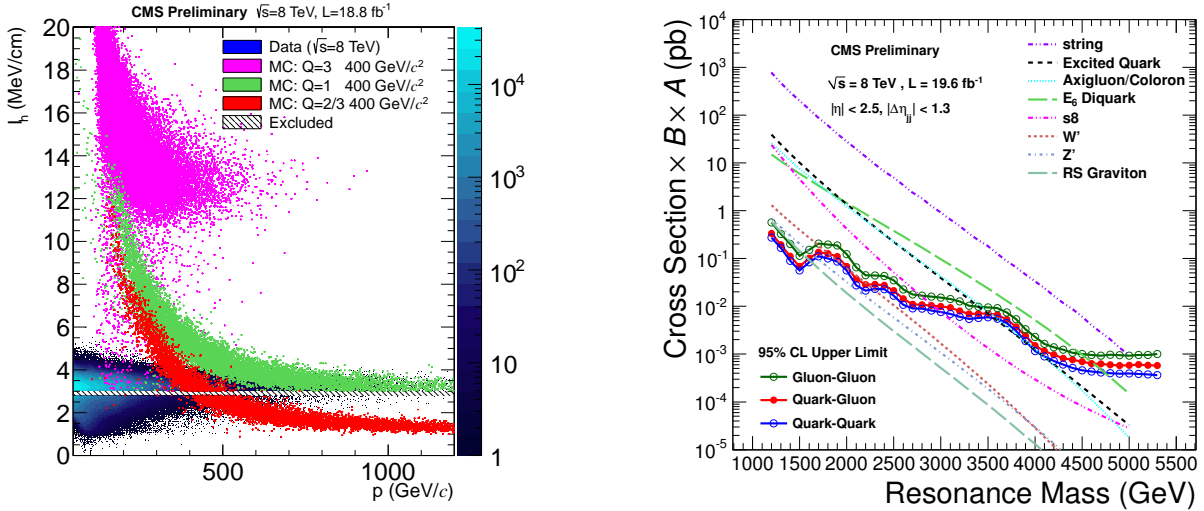 CMS Preliminary √s=8 TeV, L=18.8 fb⁻¹
I_h (MeV/cm)
20
18
16
14
12
10
8
6
4
2
0
Data (√s=8 TeV)
MC: Q=3 400 GeV/c²
MC: Q=1 400 GeV/c²
MC: Q=2/3 400 GeV/c²
Excluded
500
1000
p (GeV/c)
10⁴
10³
10²
10
1
Cross Section × B × A (pb)
10⁴
10³
10²
10
1
10⁻¹
10⁻²
10⁻³
10⁻⁴
10⁻⁵
CMS Preliminary
√s = 8 TeV , L = 19.6 fb⁻¹
|η| < 2.5, |Δη_jj| < 1.3
string
Excited Quark
Axigluon/Coloron
E₆ Diquark
s8
W'
Z'
RS Graviton
95% CL Upper Limit
Gluon-Gluon
Quark-Gluon
Quark-Quark
1000 1500 2000 2500 3000 3500 4000 4500 5000 5500
Resonance Mass (GeV)